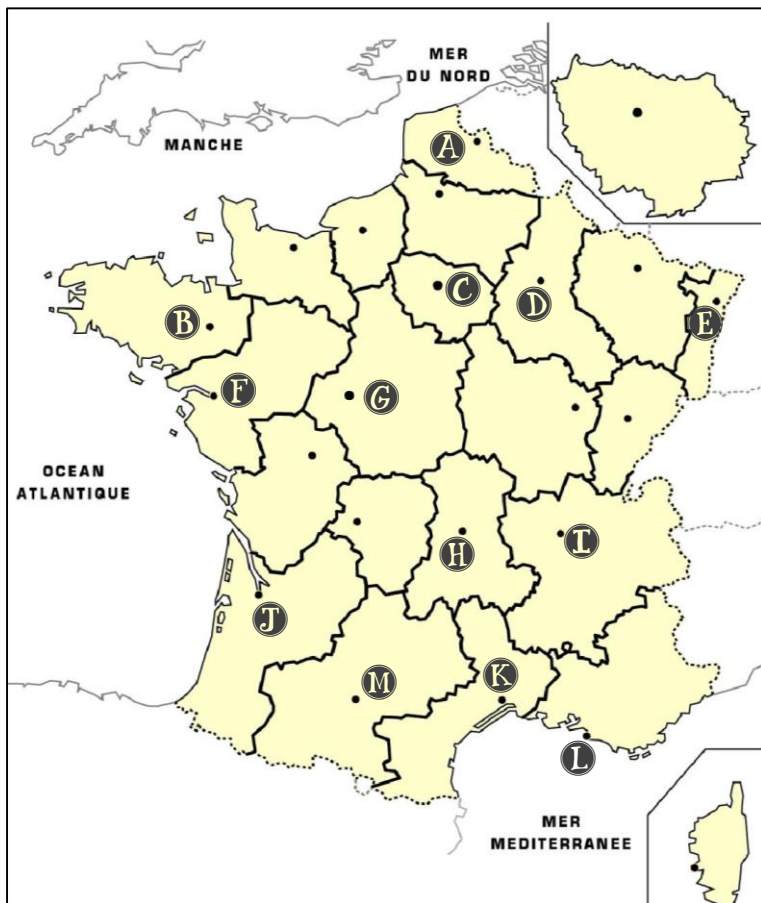 MER
DU NORD
MANCHE
A
C
D
B
E
F
G
OCEAN
ATLANTIQUE
H
I
J
M
K
L
MER
MEDITERRANEE